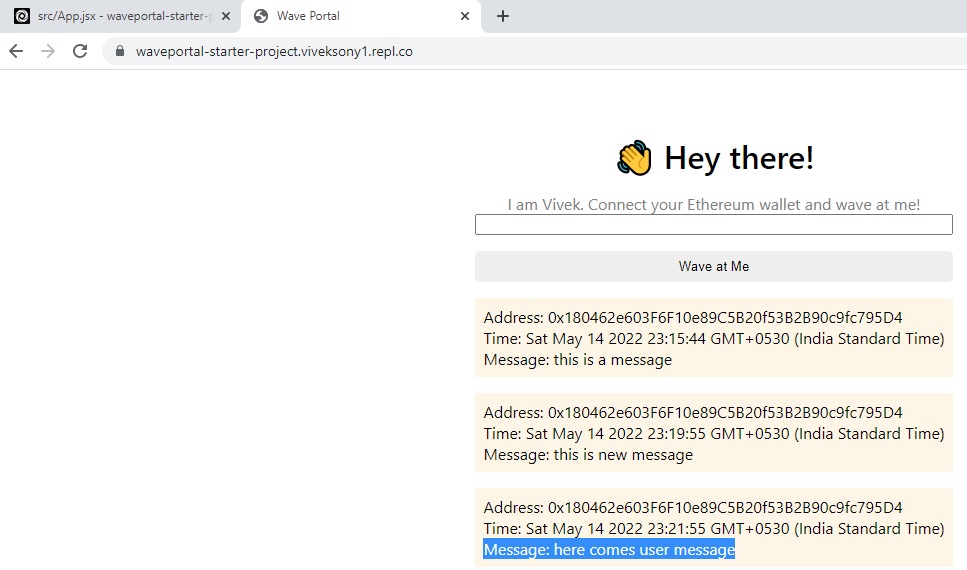 src/App.jsx - waveportal-starter-p
Wave Portal
waveportal-starter-project.viveksony1.repl.co
👋 Hey there!
I am Vivek. Connect your Ethereum wallet and wave at me!
Wave at Me
Address: 0x180462e603F6F10e89C5B20f53B2B90c9fc795D4
Time: Sat May 14 2022 23:15:44 GMT+0530 (India Standard Time)
Message: this is a message
Address: 0x180462e603F6F10e89C5B20f53B2B90c9fc795D4
Time: Sat May 14 2022 23:19:55 GMT+0530 (India Standard Time)
Message: this is new message
Address: 0x180462e603F6F10e89C5B20f53B2B90c9fc795D4
Time: Sat May 14 2022 23:21:55 GMT+0530 (India Standard Time)
Message: here comes user message